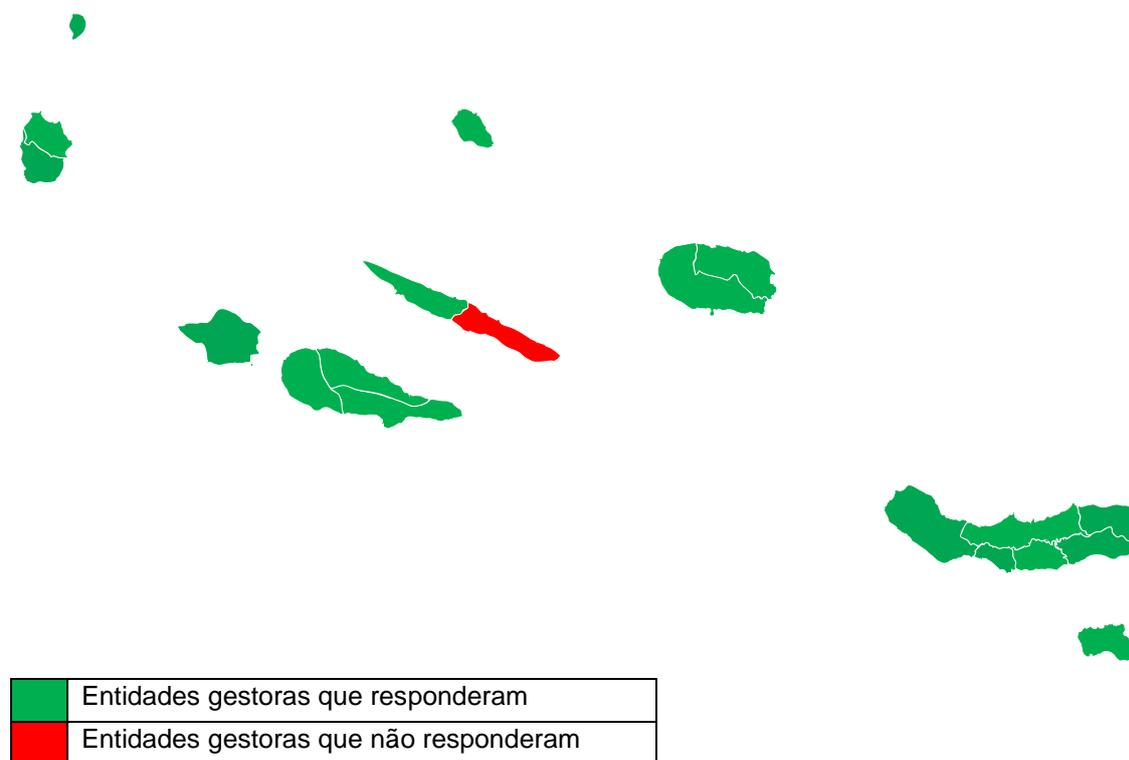 Entidades gestoras que responderam
Entidades gestoras que não responderam